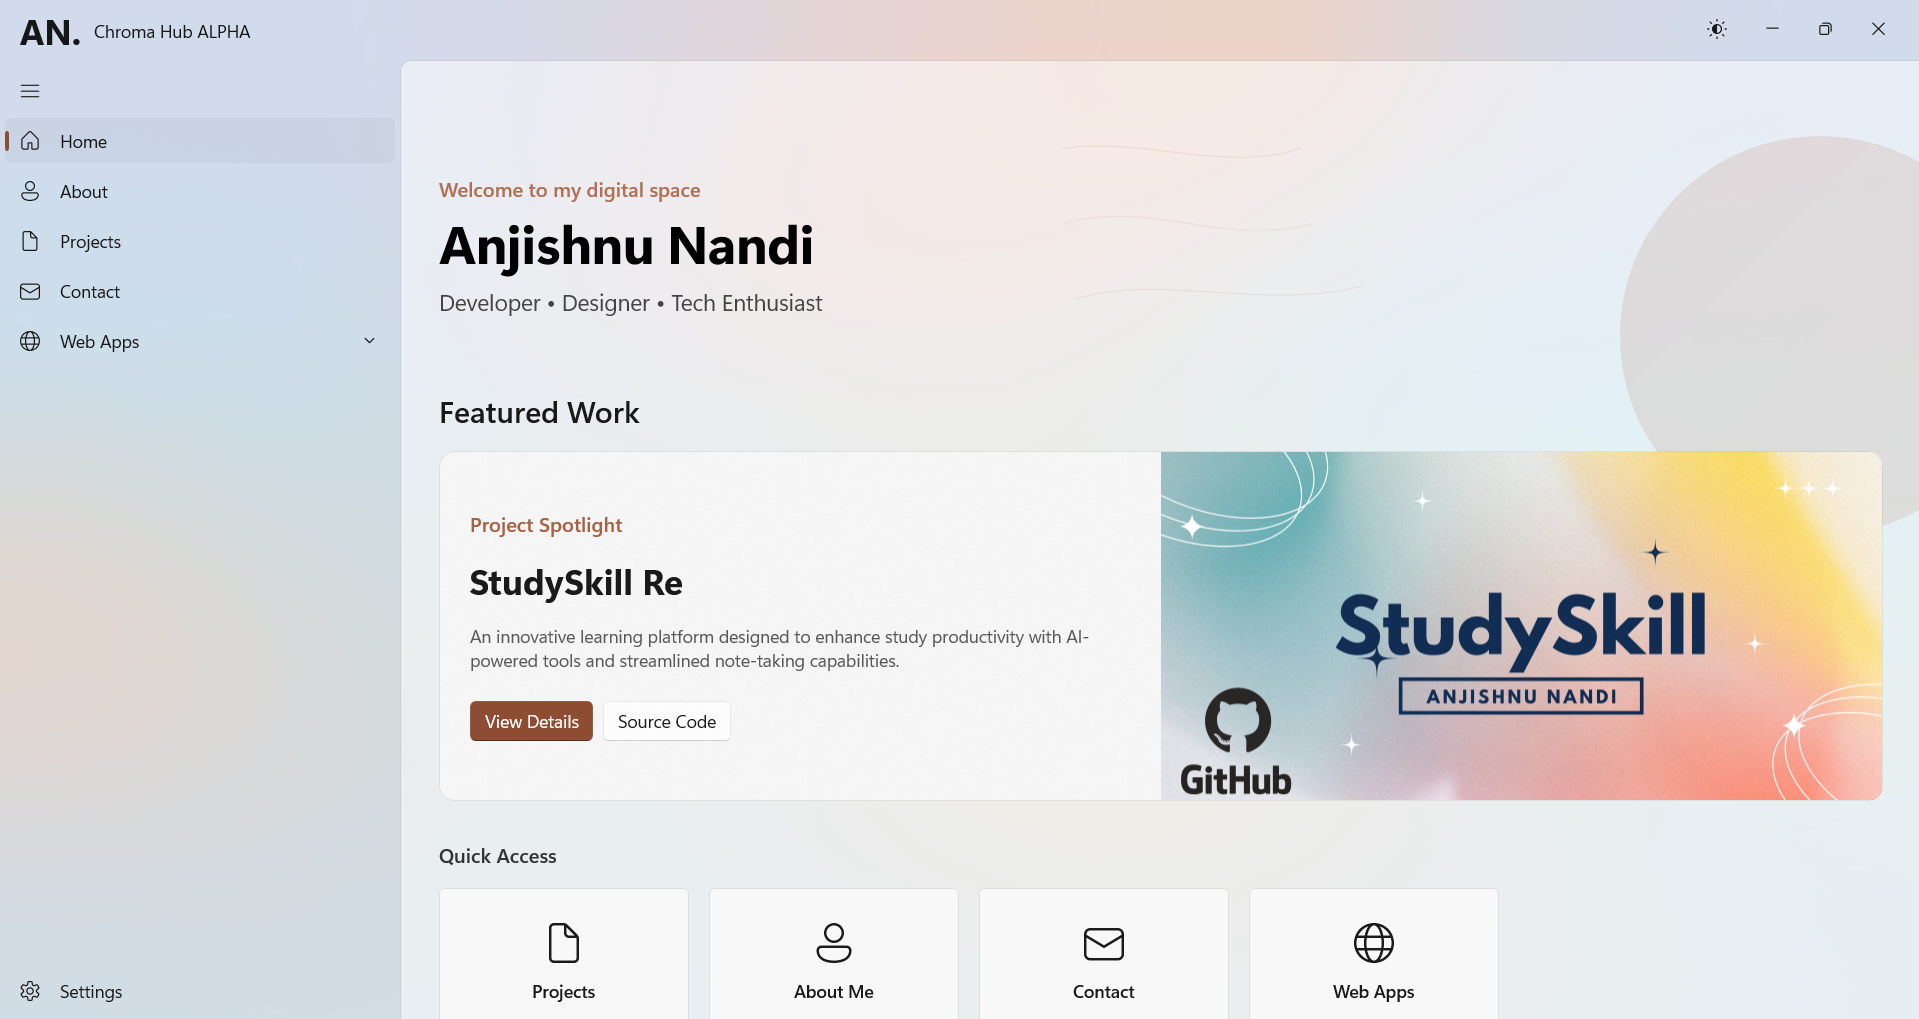 AN. Chroma Hub ALPHA
Home
About
Projects
Contact
Web Apps
Settings
Welcome to my digital space
Anjishnu Nandi
Developer • Designer • Tech Enthusiast
Featured Work
Project Spotlight
StudySkill Re
An innovative learning platform designed to enhance study productivity with AI-
powered tools and streamlined note-taking capabilities.
View Details
Source Code
StudySkill
ANJISHNU NANDI
GitHub
Quick Access
Projects
About Me
Contact
Web Apps